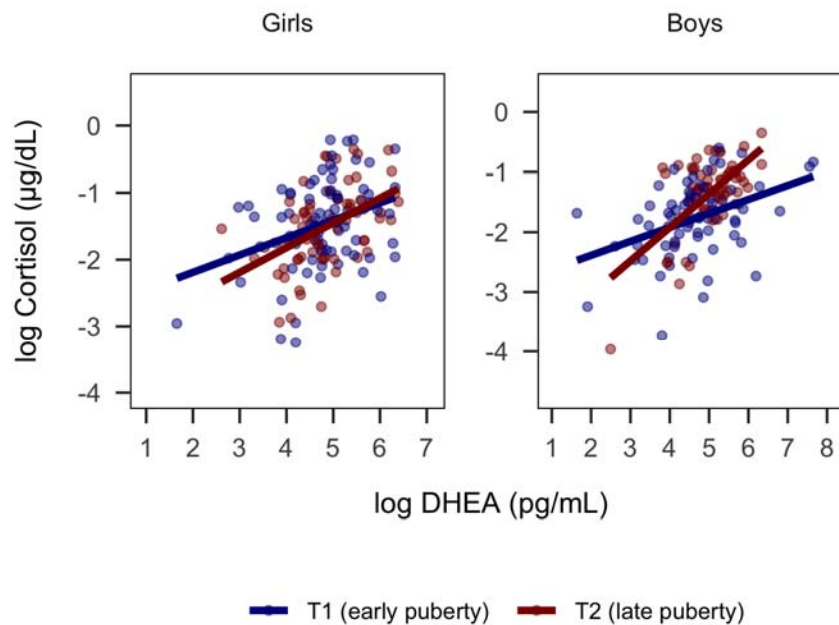 Girls
Boys
log Cortisol (µg/dL)
0
-1
-2
-3
-4
0
-1
-2
-3
-4
1 2 3 4 5 6 7
1 2 3 4 5 6 7 8
log DHEA (pg/mL)
T1 (early puberty)
T2 (late puberty)